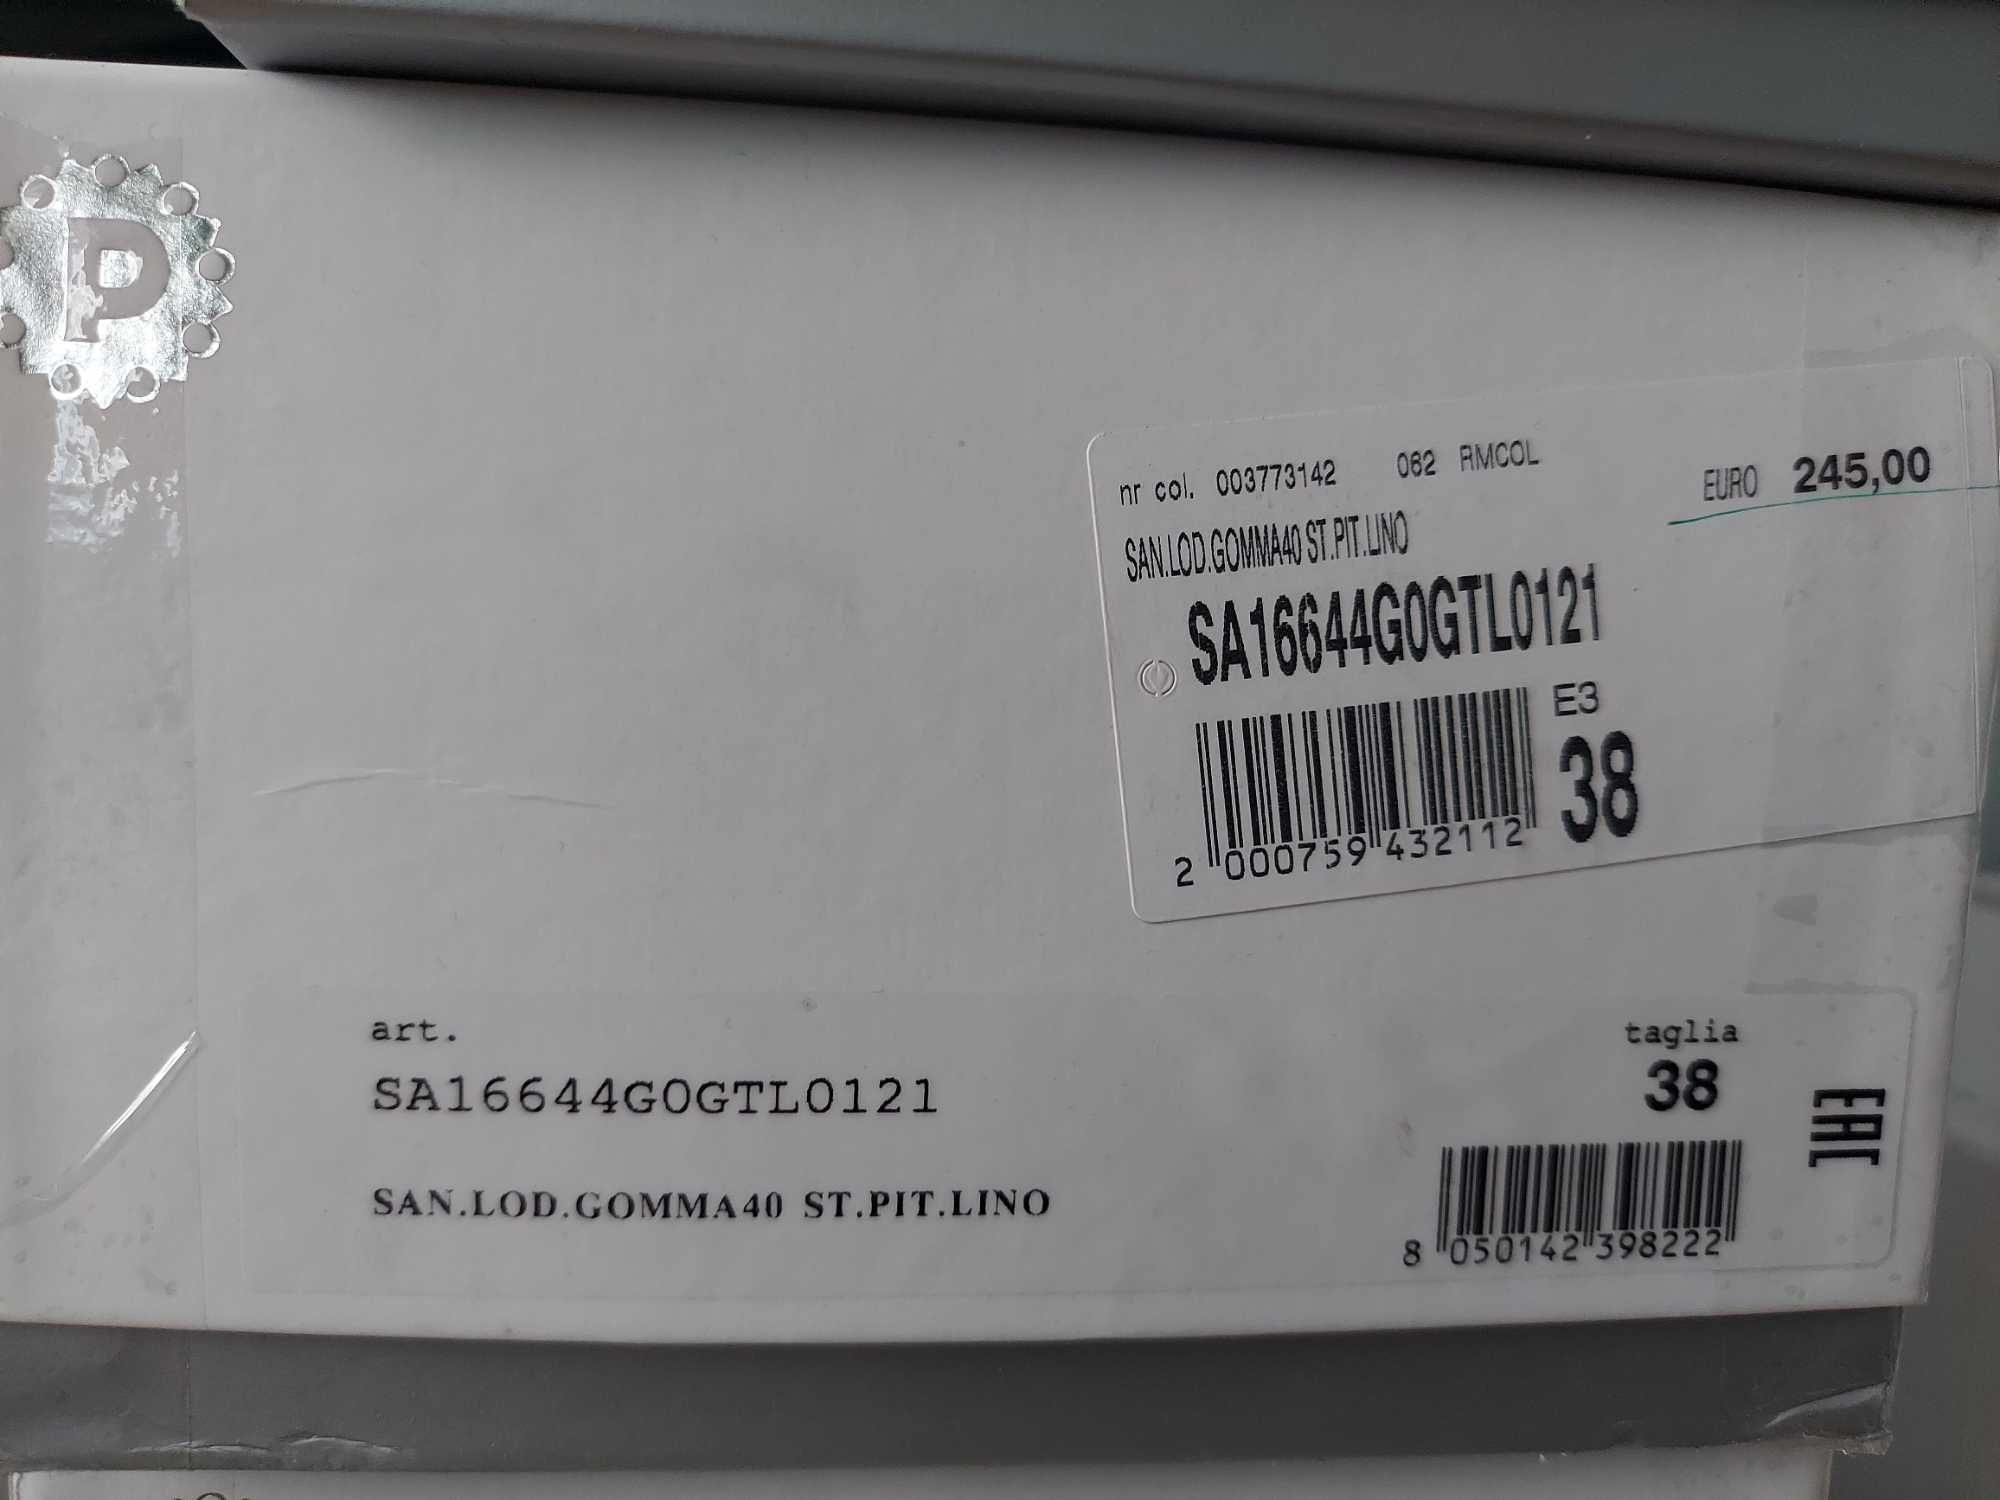 P
nr col. 003773142 062 RMCOL EURO 245,00
SAN.LOD.GOMMA40 ST.PIT.LINO
SA16644G0GTL0121
E3
38
2 000759 432112
art. taglia
SA16644G0GTL0121 38
EAC
SAN.LOD.GOMMA40 ST.PIT.LINO
8 050142 398222